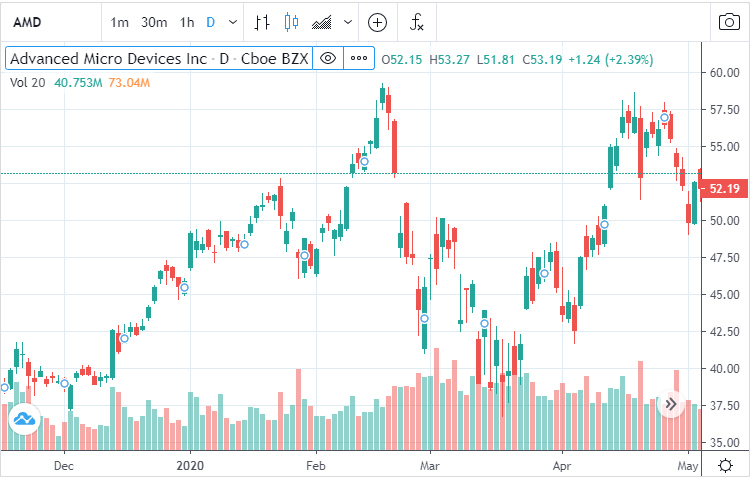 AMD 1m 30m 1h D
Advanced Micro Devices Inc · D · Cboe BZX O52.15 H53.27 L51.81 C53.19 +1.24 (+2.39%)
Vol 20 40.753M 73.04M
60.00
57.50
55.00
52.19
50.00
47.50
45.00
42.50
40.00
37.50
35.00
Dec 2020 Feb Mar Apr May